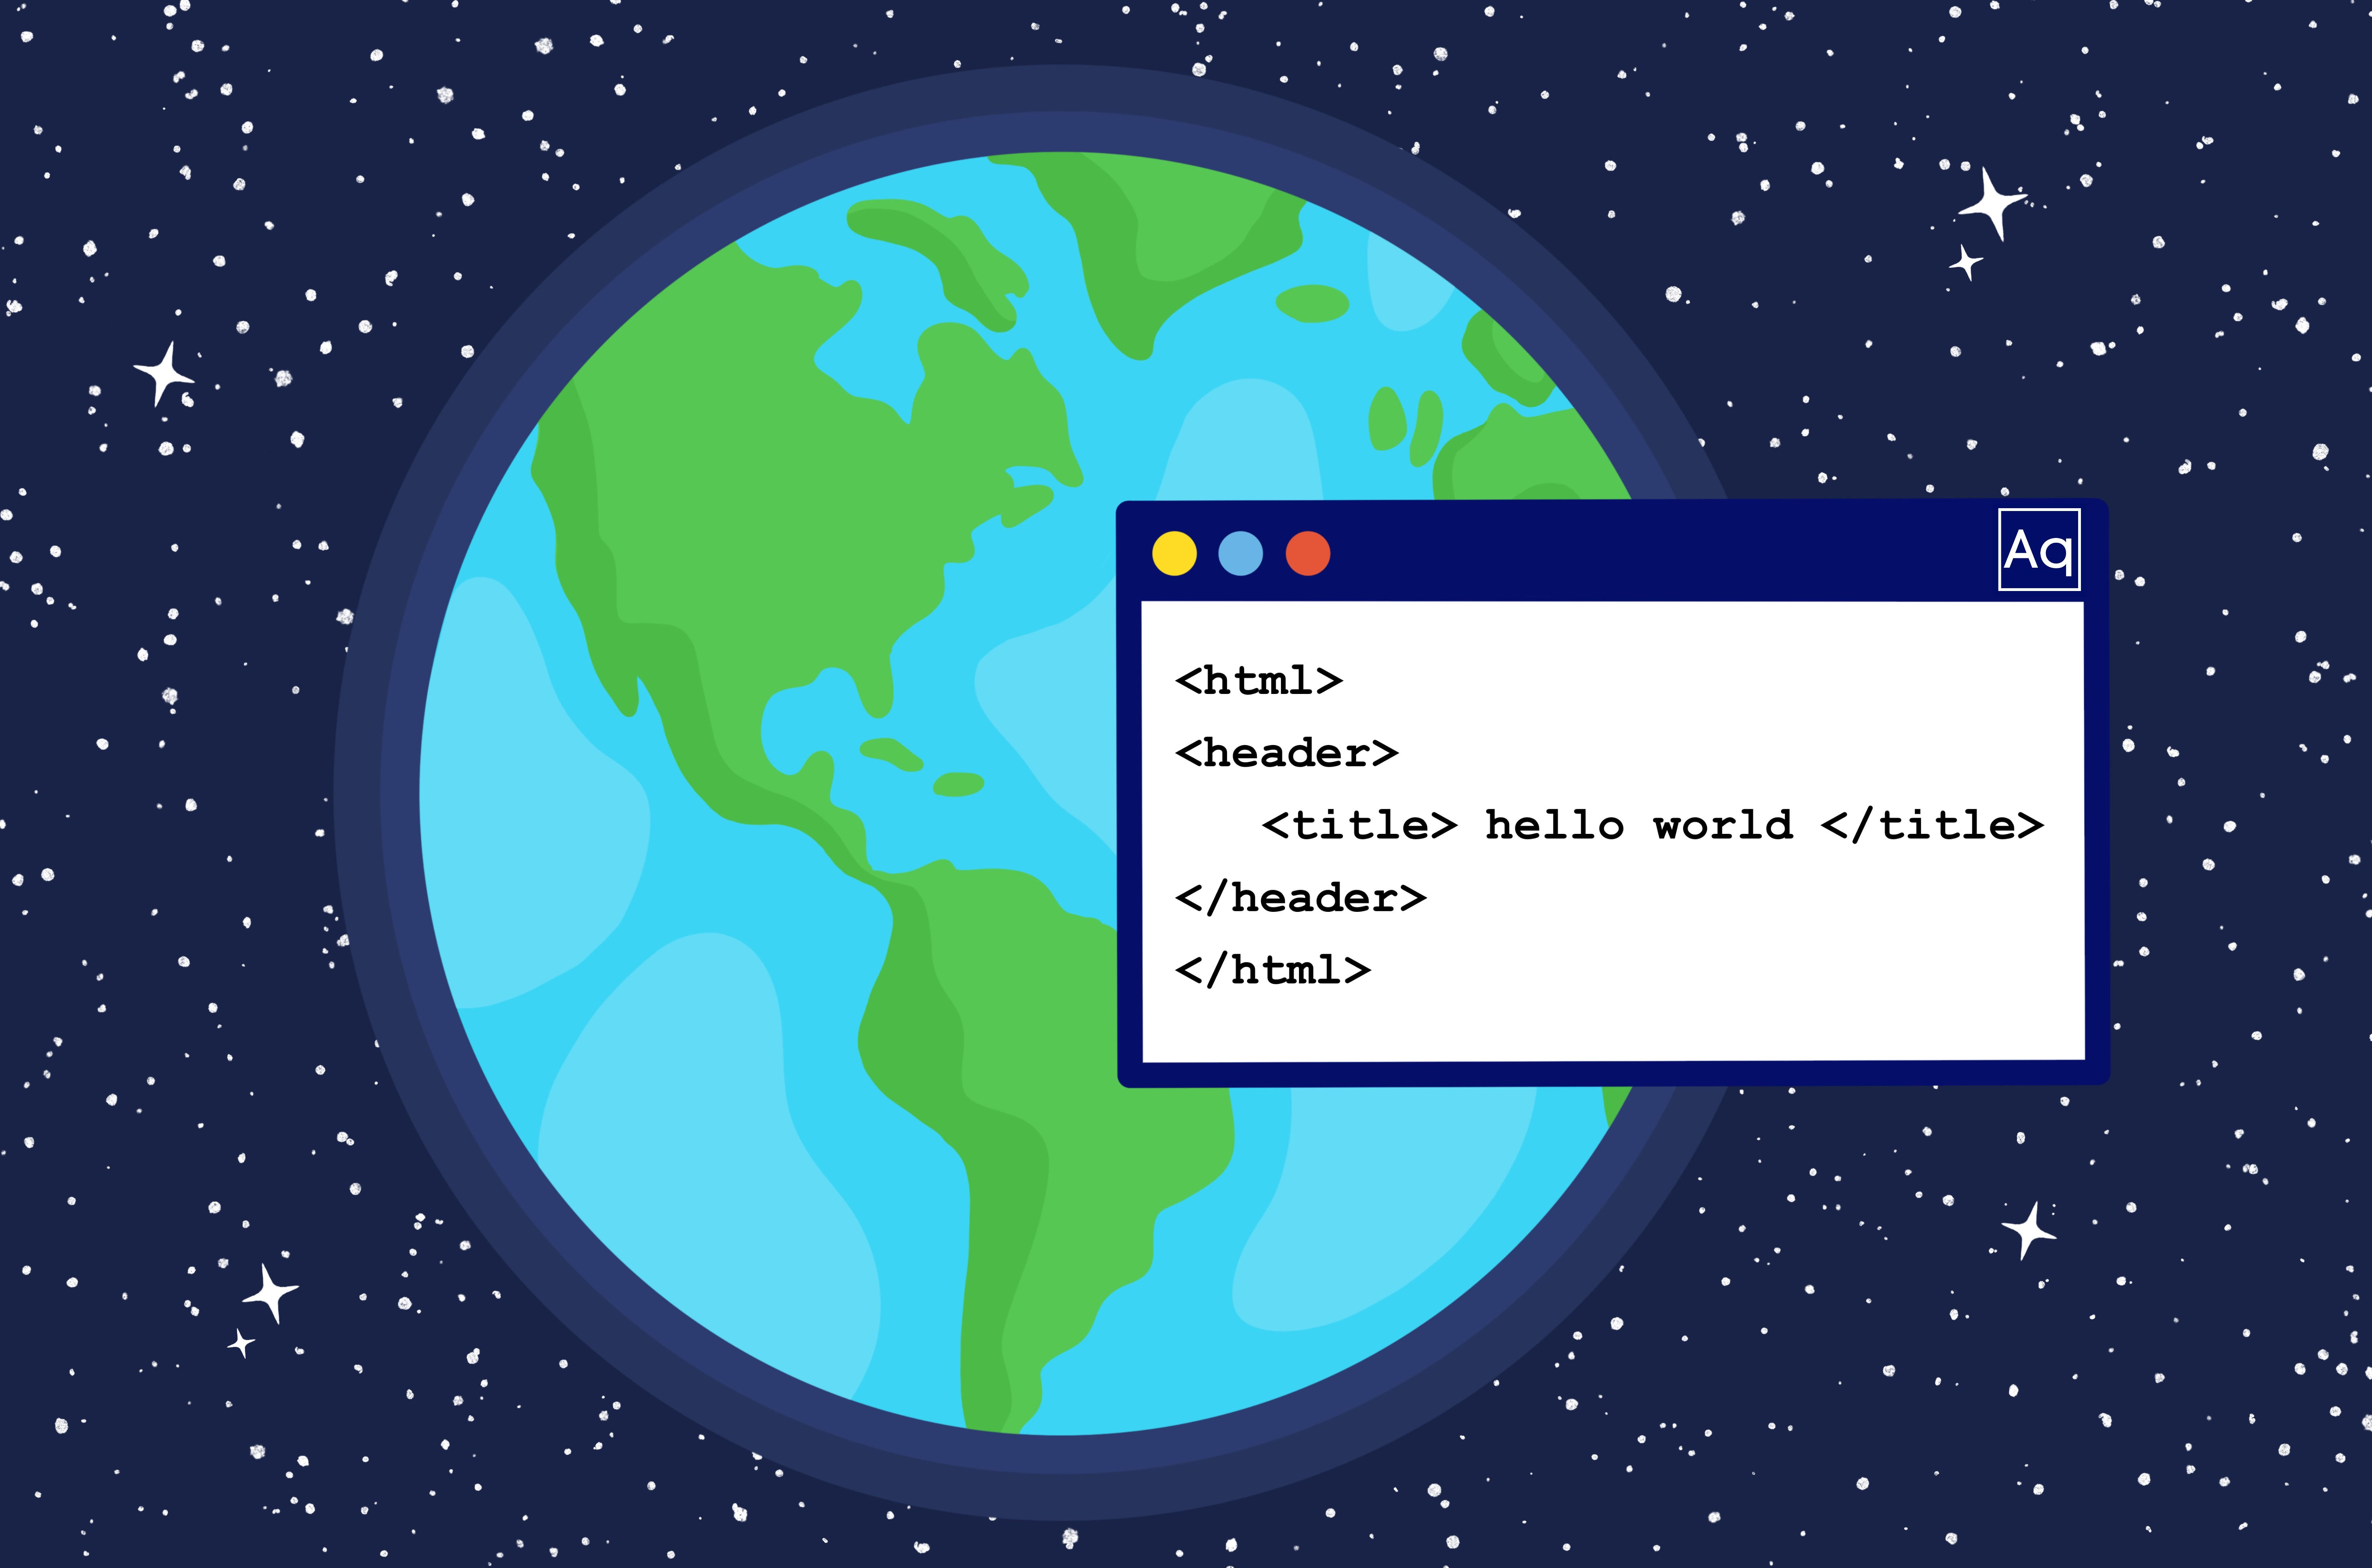 Aq
<html>
<header>
<title> hello world </title>
</header>
</html>